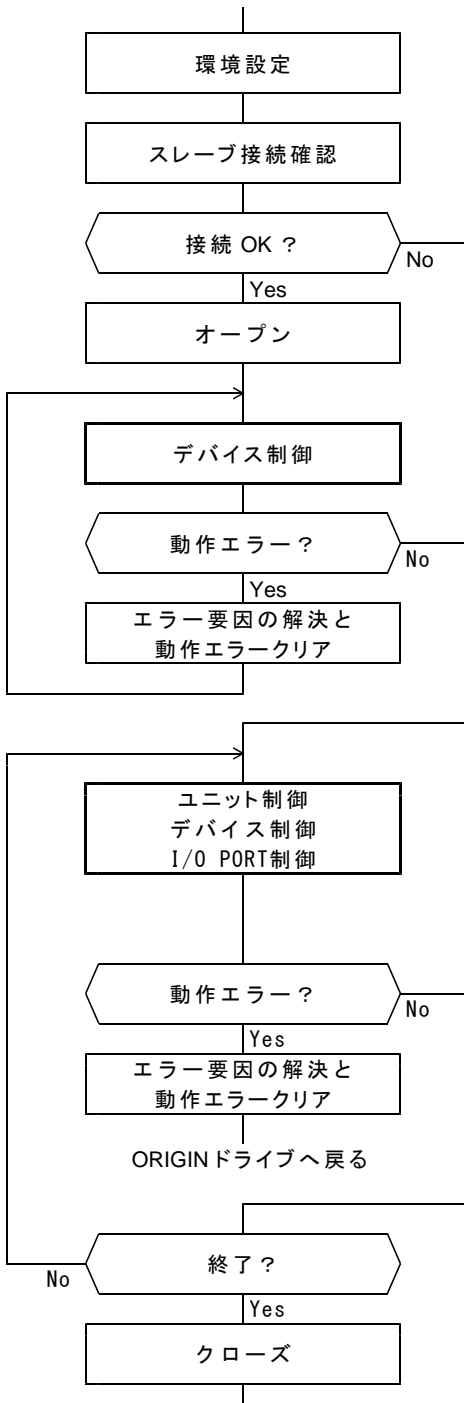 環境設定
スレーブ接続確認
接続 OK ?
No
Yes
オープン
デバイス制御
動作エラー?
No
Yes
エラー要因の解決と
動作エラークリア
ユニット制御
デバイス制御
I/O PORT制御
動作エラー?
No
Yes
エラー要因の解決と
動作エラークリア
ORIGINドライブへ戻る
終了?
No
Yes
クローズ